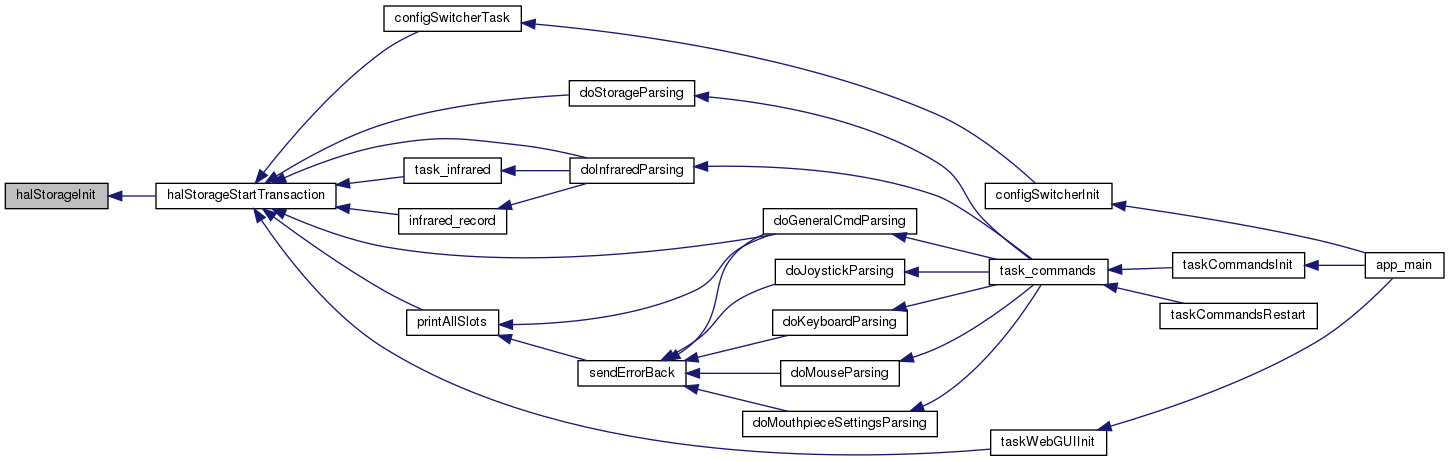 configSwitcherTask
doStorageParsing
task_infrared
doInfraredParsing
halStorageInit
halStorageStartTransaction
configSwitcherInit
infrared_record
doGeneralCmdParsing
doJoystickParsing
task_commands
taskCommandsInit
app_main
printAllSlots
doKeyboardParsing
taskCommandsRestart
sendErrorBack
doMouseParsing
doMouthpieceSettingsParsing
taskWebGUIInit